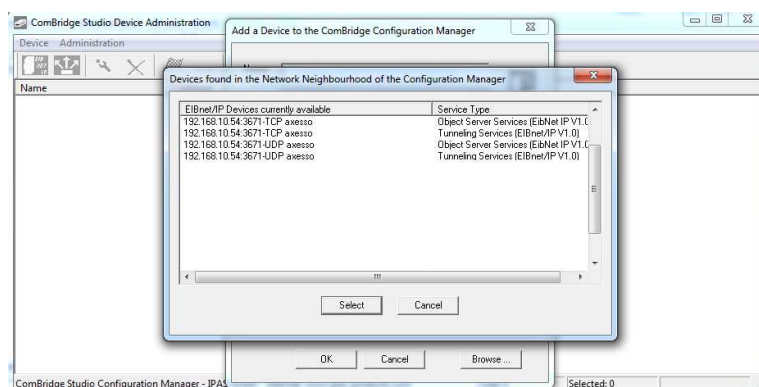 ComBridge Studio Device Administration
Add a Device to the ComBridge Configuration Manager
Device Administration
Name
Devices found in the Network Neighbourhood of the Configuration Manager
EIBnet/IP Devices currently available Service Type
192.168.10.54:3671-TCP axesso Object Server Services (EibNet IP V1.0
192.168.10.54:3671-TCP axesso Tunneling Services (EIBnet/IP V1.0)
192.168.10.54:3671-UDP axesso Object Server Services (EibNet IP V1.0
192.168.10.54:3671-UDP axesso Tunneling Services (EIBnet/IP V1.0)
Select Cancel
OK Cancel Browse ...
ComBridge Studio Configuration Manager - IPAS
Selected: 0